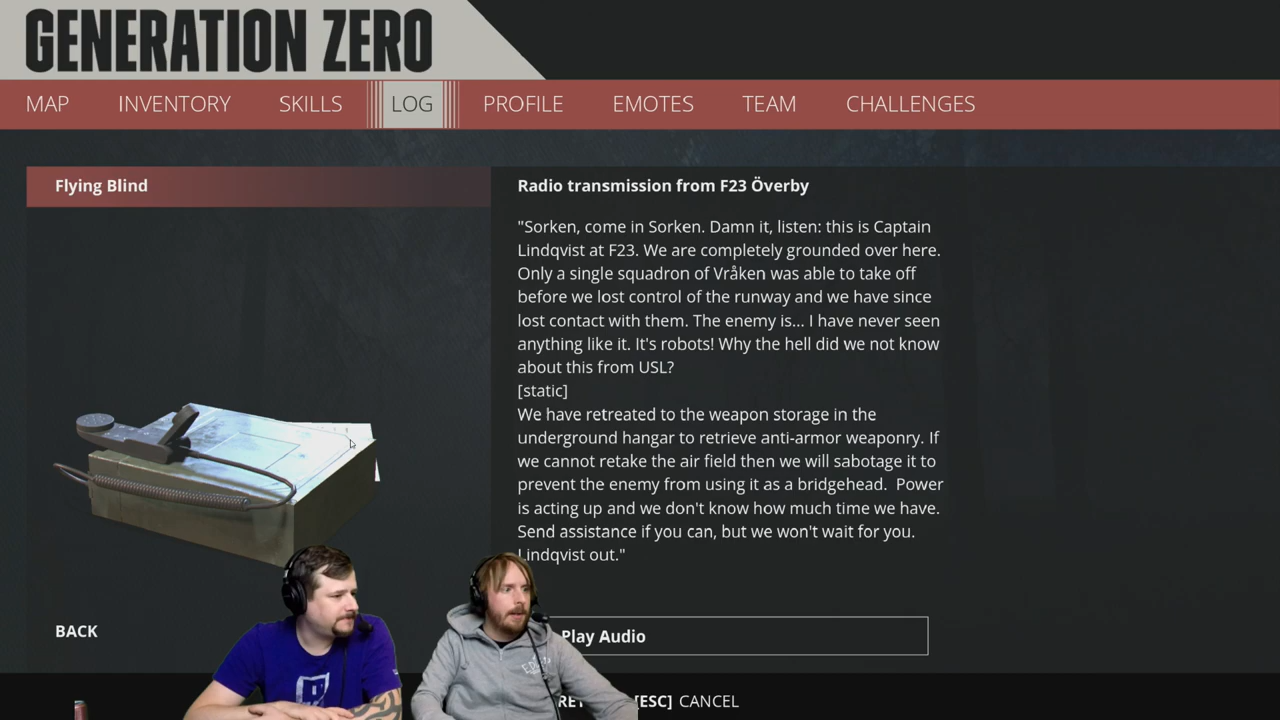 GENERATION ZERO
MAP INVENTORY SKILLS LOG PROFILE EMOTES TEAM CHALLENGES
Flying Blind
Radio transmission from F23 Överby
"Sorken, come in Sorken. Damn it, listen: this is Captain
Lindqvist at F23. We are completely grounded over here.
Only a single squadron of Vråken was able to take off
before we lost control of the runway and we have since
lost contact with them. The enemy is... I have never seen
anything like it. It's robots! Why the hell did we not know
about this from USL?
[static]
We have retreated to the weapon storage in the
underground hangar to retrieve anti-armor weaponry. If
we cannot retake the air field then we will sabotage it to
prevent the enemy from using it as a bridgehead.  Power
is acting up and we don't know how much time we have.
Send assistance if you can, but we won't wait for you.
Lindqvist out."
BACK
Play Audio
[ESC] CANCEL